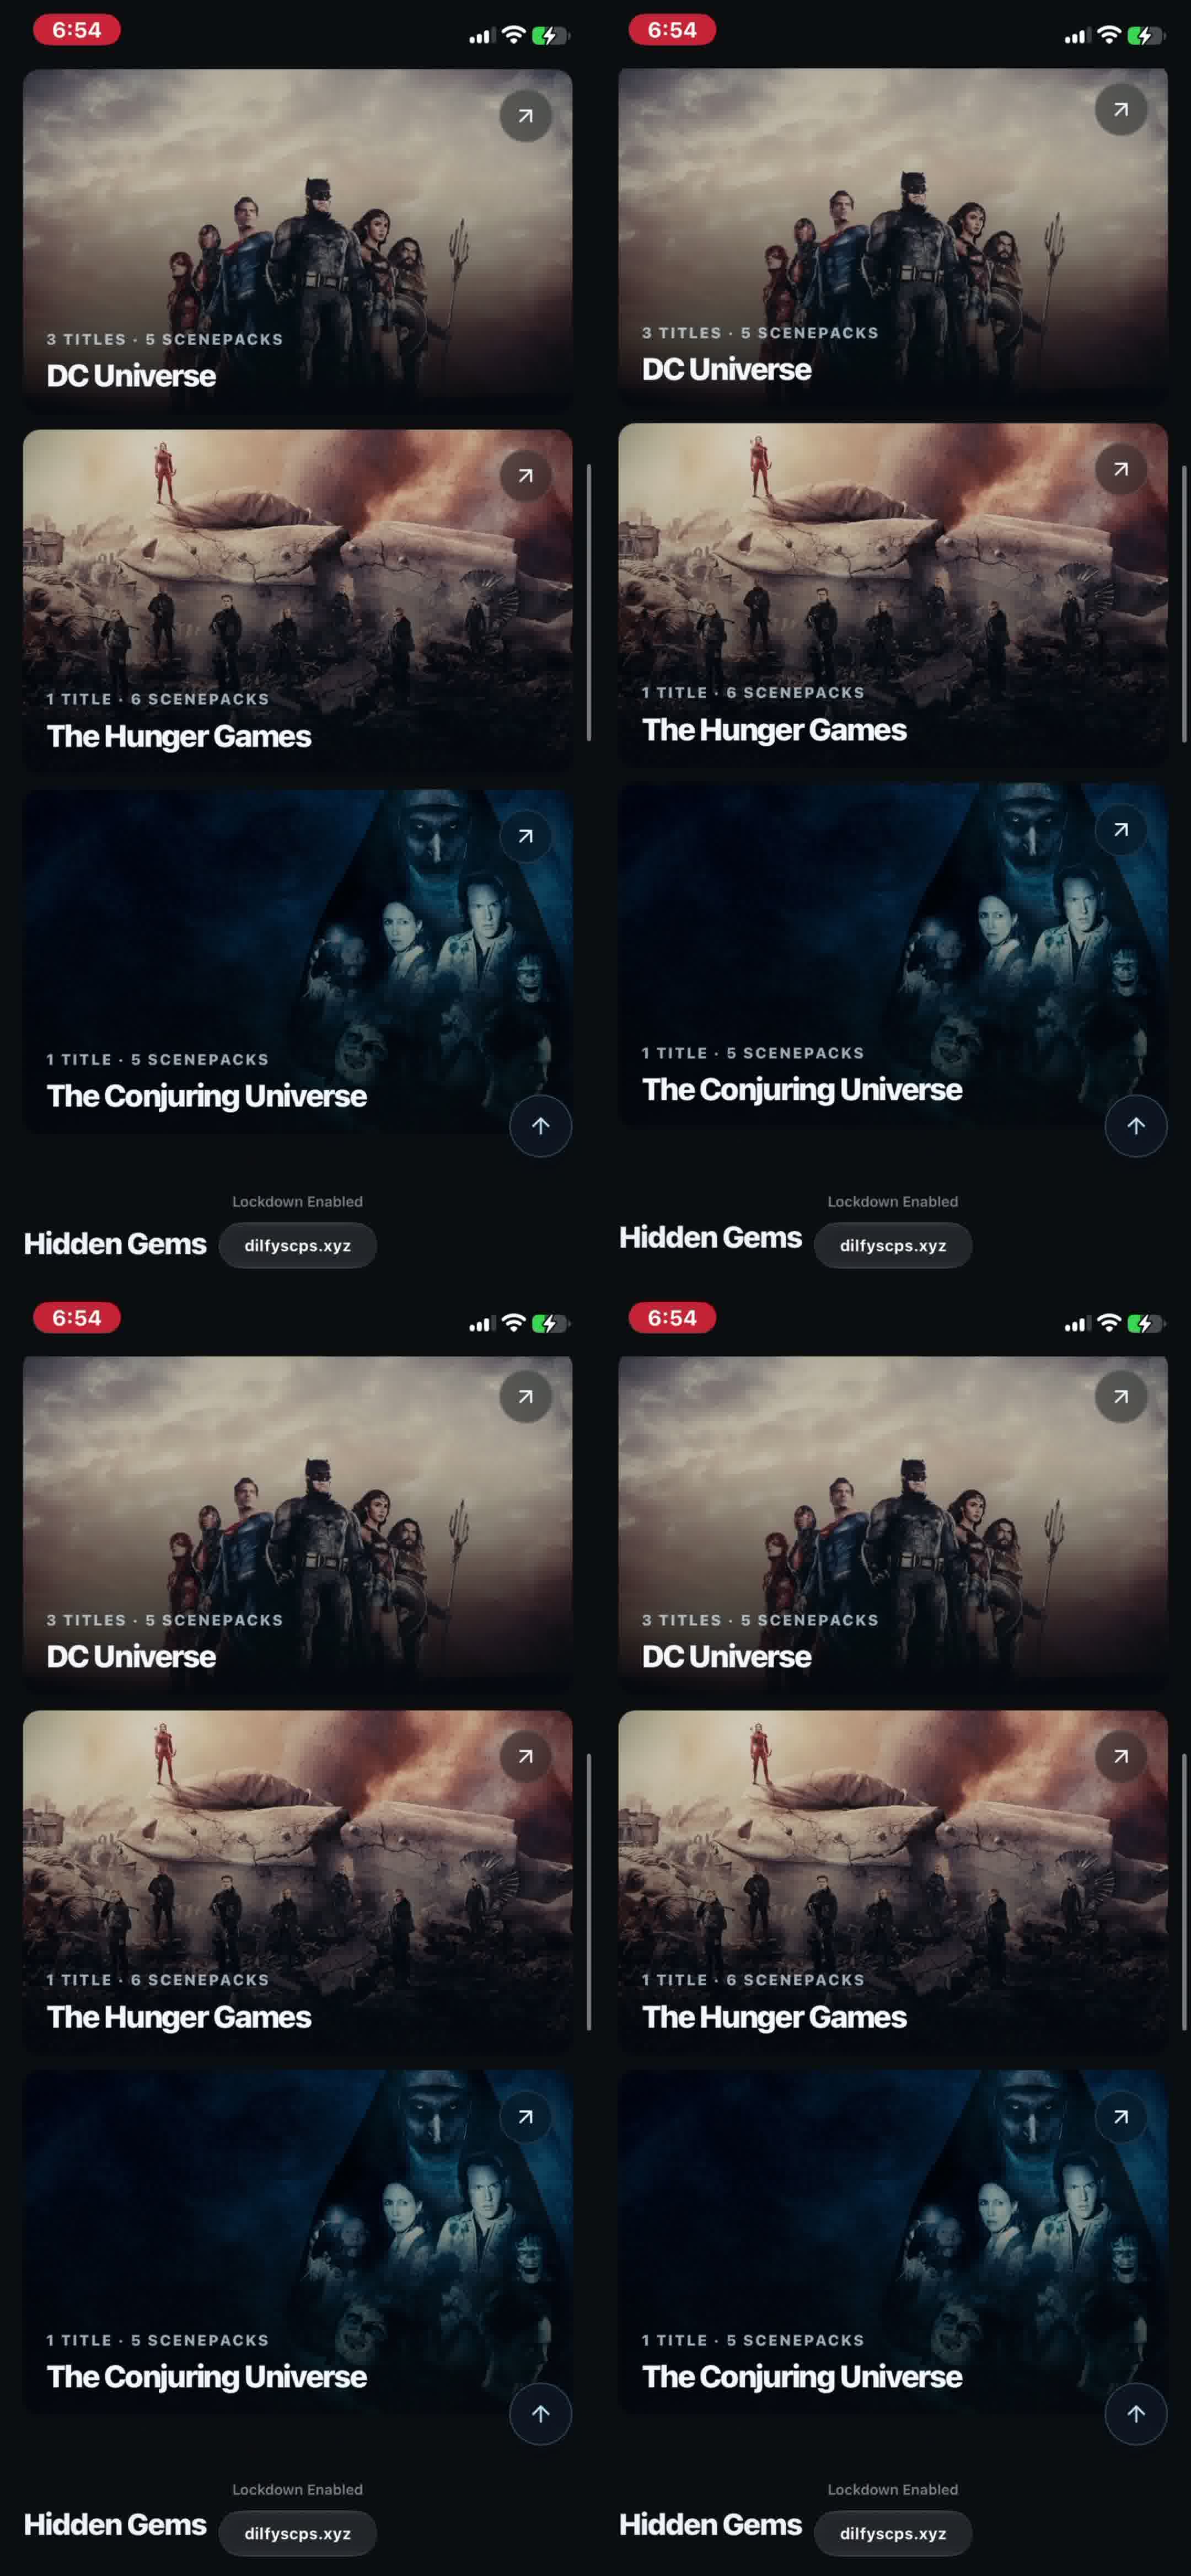 6:54
3 TITLES · 5 SCENEPACKS
DC Universe
1 TITLE · 6 SCENEPACKS
The Hunger Games
1 TITLE · 5 SCENEPACKS
The Conjuring Universe
Lockdown Enabled
Hidden Gems
dilfyscps.xyz
6:54
3 TITLES · 5 SCENEPACKS
DC Universe
1 TITLE · 6 SCENEPACKS
The Hunger Games
1 TITLE · 5 SCENEPACKS
The Conjuring Universe
Lockdown Enabled
Hidden Gems
dilfyscps.xyz
6:54
3 TITLES · 5 SCENEPACKS
DC Universe
1 TITLE · 6 SCENEPACKS
The Hunger Games
1 TITLE · 5 SCENEPACKS
The Conjuring Universe
Lockdown Enabled
Hidden Gems
dilfyscps.xyz
6:54
3 TITLES · 5 SCENEPACKS
DC Universe
1 TITLE · 6 SCENEPACKS
The Hunger Games
1 TITLE · 5 SCENEPACKS
The Conjuring Universe
Lockdown Enabled
Hidden Gems
dilfyscps.xyz